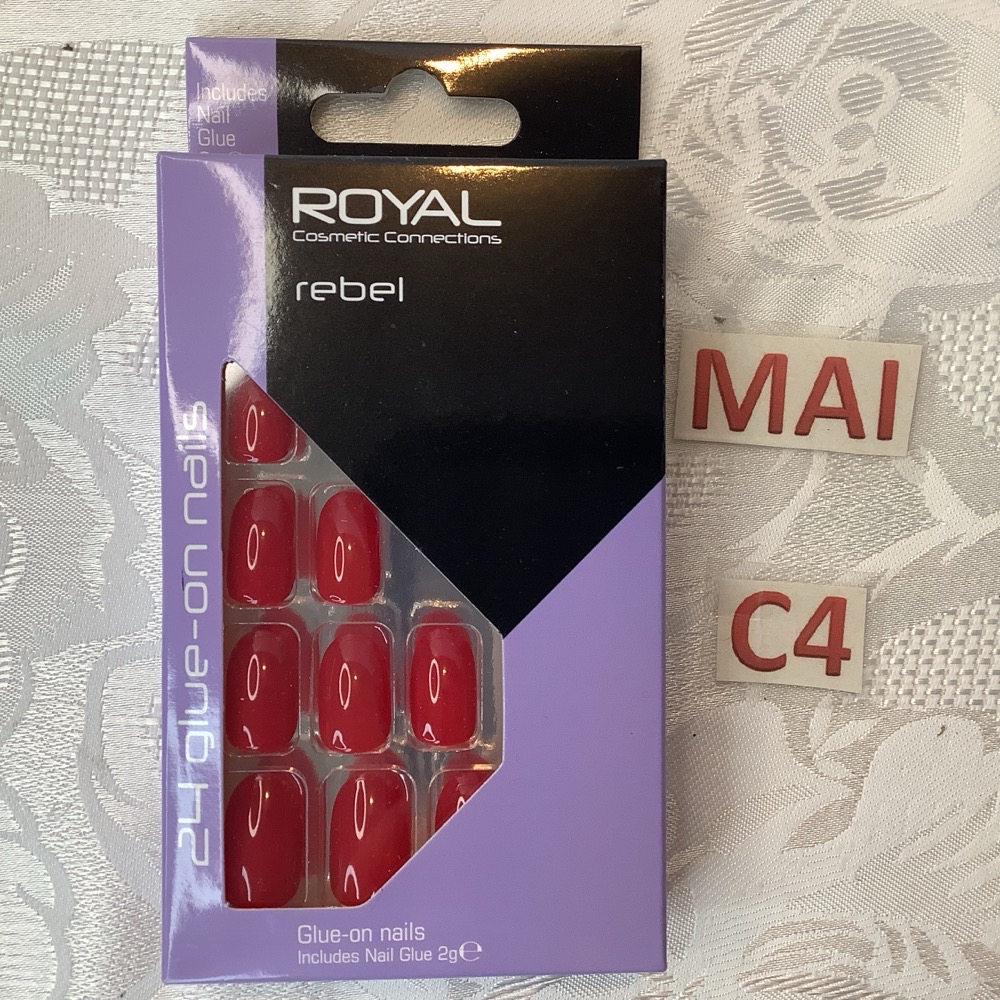 Includes
Nail
Glue
ROYAL
Cosmetic Connections
rebel
24 glue-on nails
Glue-on nails
Includes Nail Glue 2g℮
MAI
C4